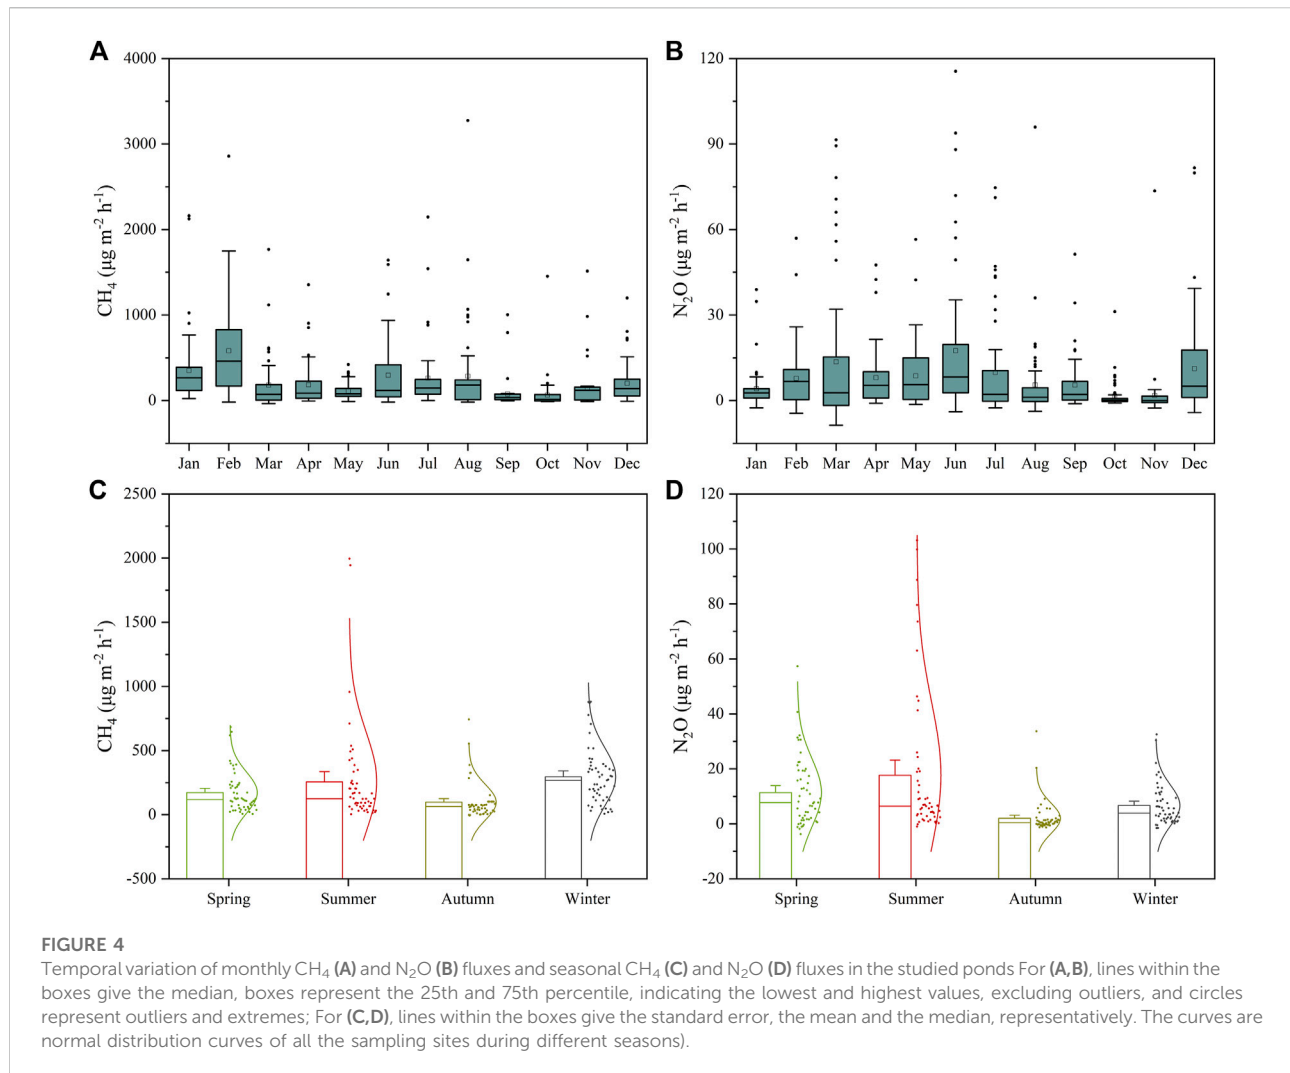 A
B
4000
3000
2000
1000
0
CH4 (µg m-2 h-1)
Jan Feb Mar Apr May Jun Jul Aug Sep Oct Nov Dec
120
90
60
30
0
N2O (µg m-2 h-1)
Jan Feb Mar Apr May Jun Jul Aug Sep Oct Nov Dec
C
D
2500
2000
1500
1000
500
0
-500
CH4 (µg m-2 h-1)
Spring Summer Autumn Winter
120
100
80
60
40
20
0
-20
N2O (µg m-2 h-1)
Spring Summer Autumn Winter
FIGURE 4
Temporal variation of monthly CH4 (A) and N2O (B) fluxes and seasonal CH4 (C) and N2O (D) fluxes in the studied ponds For (A,B), lines within the
boxes give the median, boxes represent the 25th and 75th percentile, indicating the lowest and highest values, excluding outliers, and circles
represent outliers and extremes; For (C,D), lines within the boxes give the standard error, the mean and the median, representatively. The curves are
normal distribution curves of all the sampling sites during different seasons).